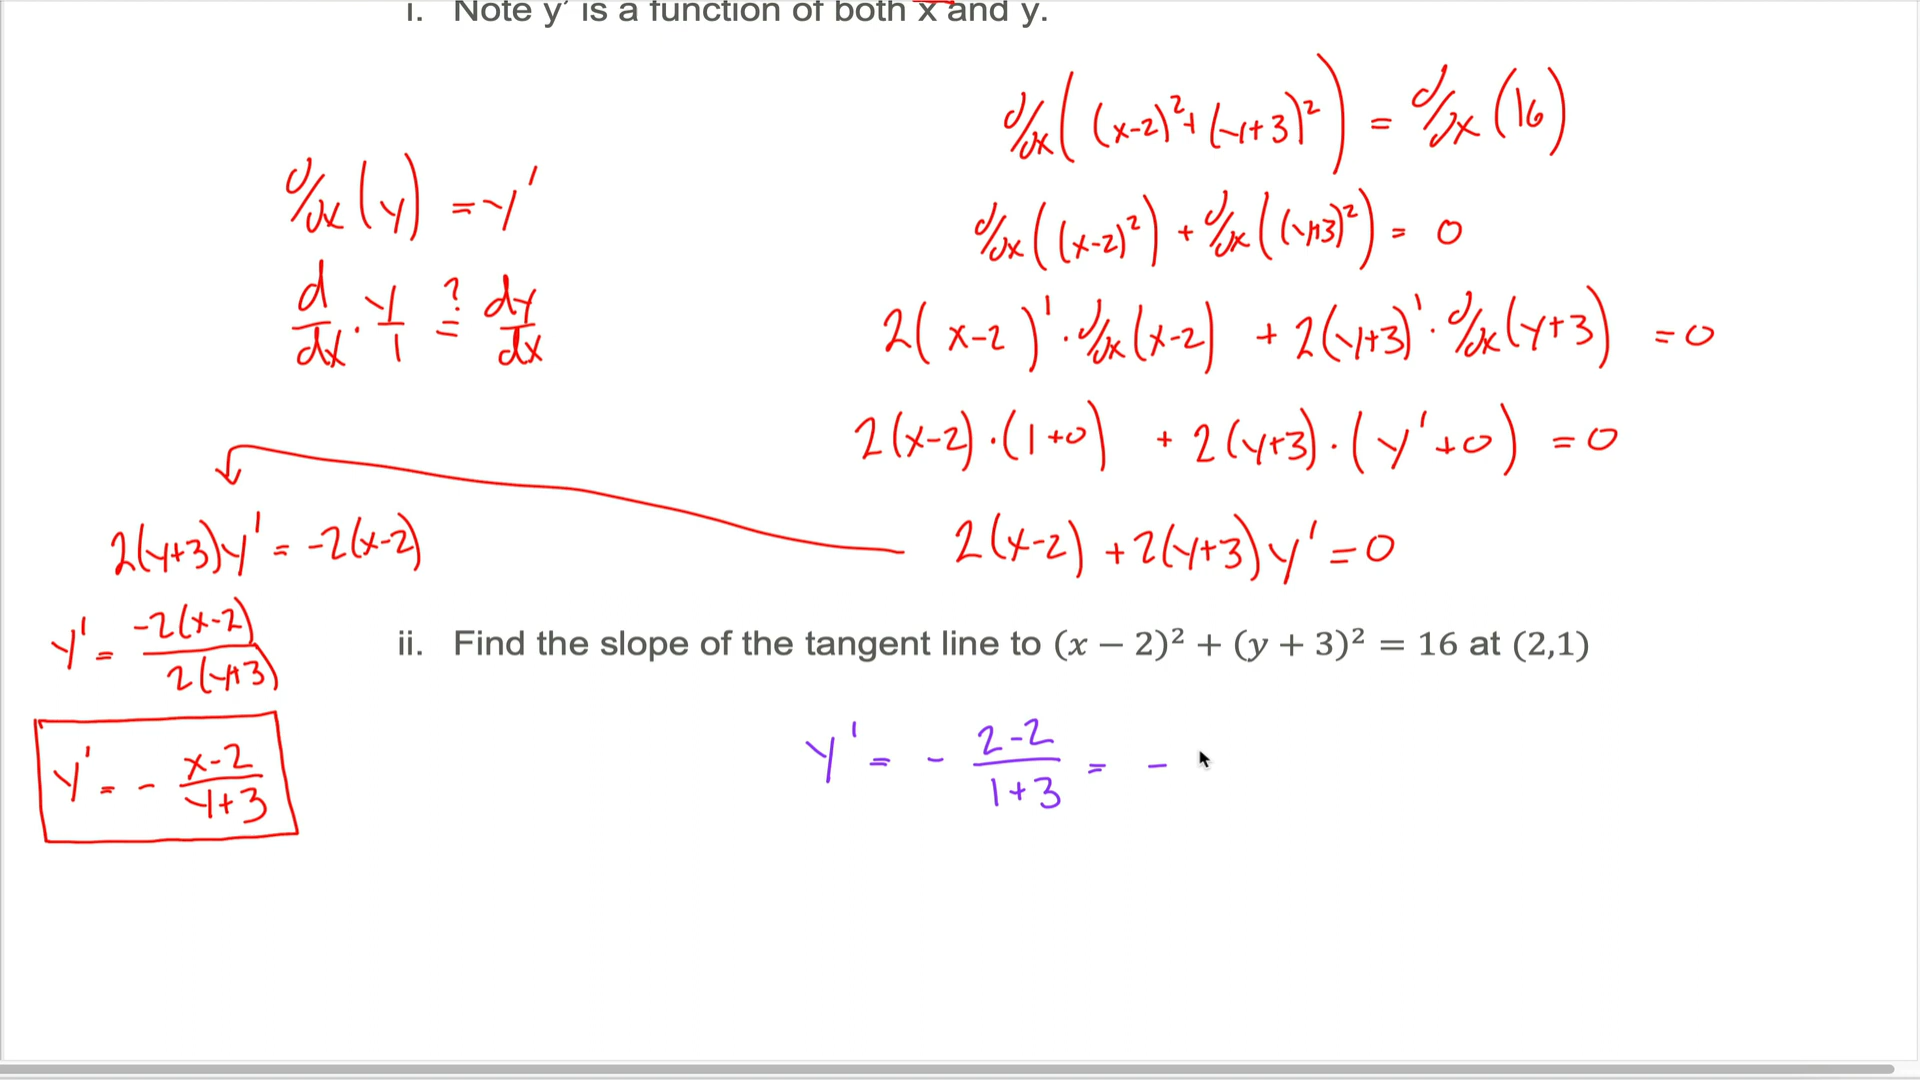 i. Note y′ is a function of both x and y.
d/dx((x-2)²+(y+3)²) = d/dx(16)
d/dx(y) = y'
d/dx((x-2)²) + d/dx((y+3)²) = 0
d/dx · y/1 ?= dy/dx
2(x-2)¹ · d/dx(x-2) + 2(y+3)¹ · d/dx(y+3) = 0
2(x-2)·(1+0) + 2(y+3)·(y'+0) = 0
2(x-2) + 2(y+3)y' = 0
2(y+3)y' = -2(x-2)
y' = -2(x-2)/2(y+3)
y' = - x-2/y+3
ii. Find the slope of the tangent line to (x − 2)² + (y + 3)² = 16 at (2,1)
y' = - 2-2/1+3 = -